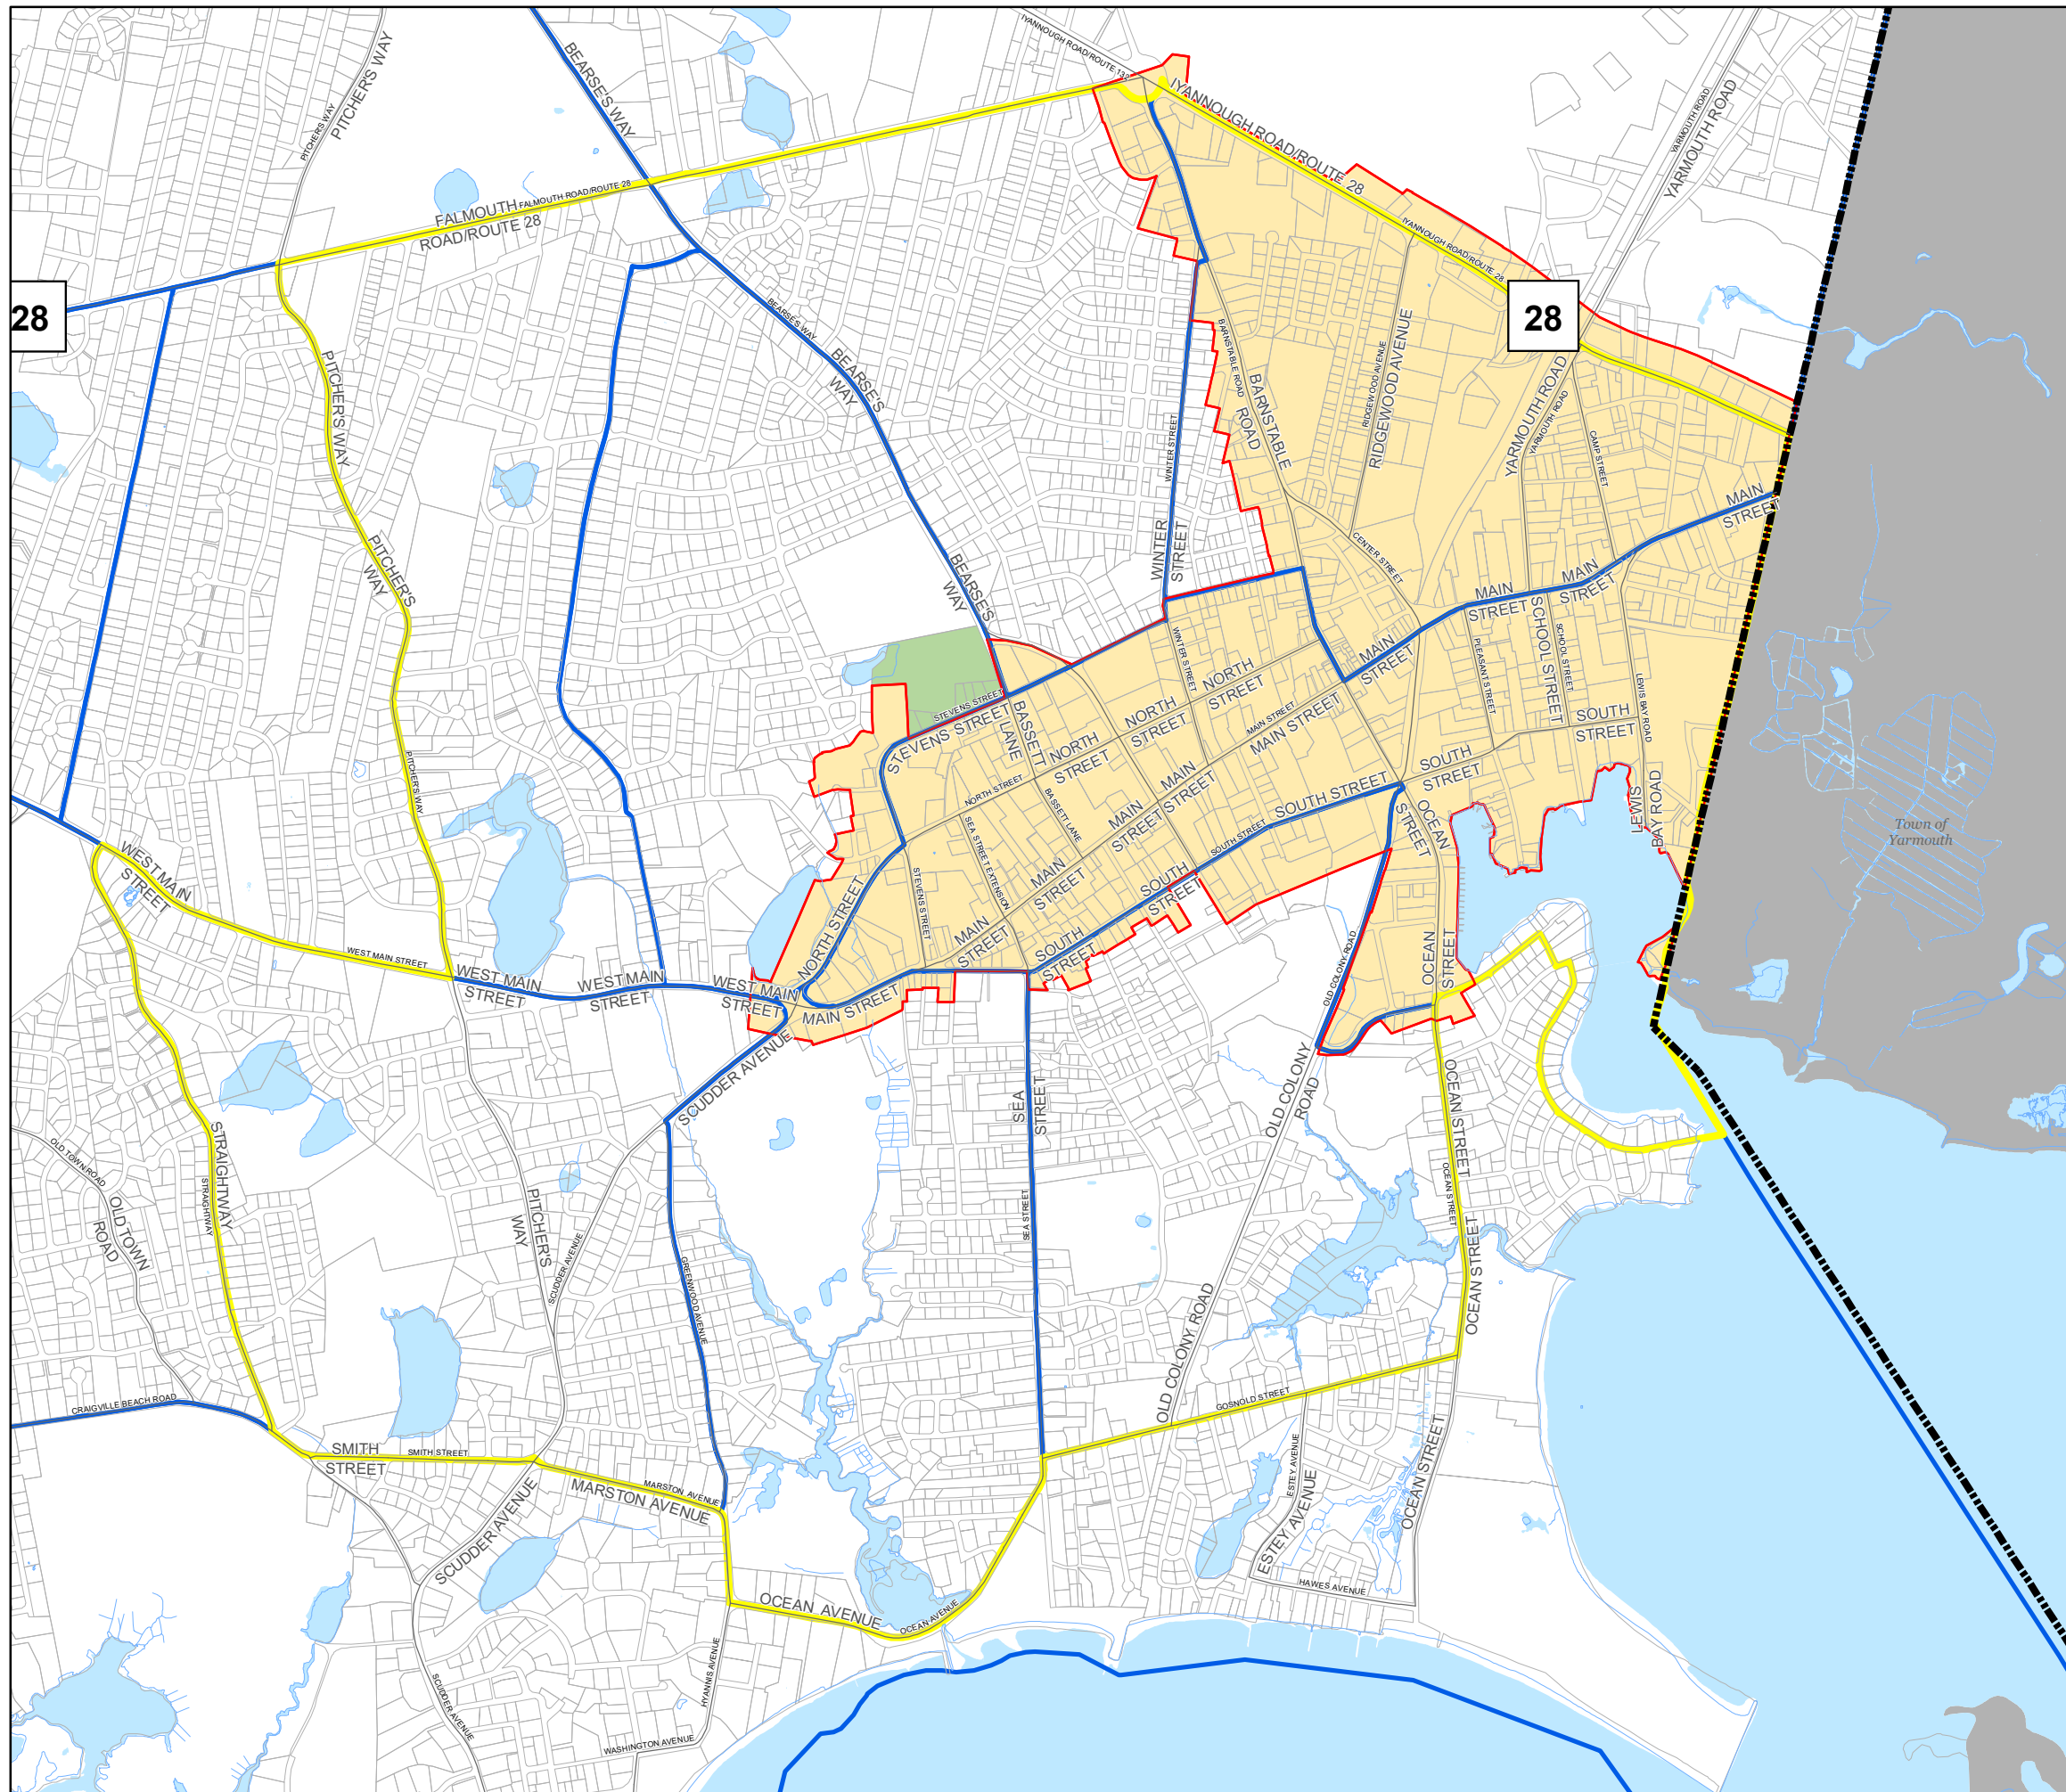 IYANNOUGH ROAD/ROUTE 132
PITCHER'S WAY
PITCHERS WAY
BEARSE'S WAY
IYANNOUGH ROAD/ROUTE 28
YARMOUTH ROAD
YARMOUTH ROAD
FALMOUTH
ROAD/ROUTE 28
FALMOUTH ROAD/ROUTE 28
IYANNOUGH ROAD/ROUTE 28
28
28
BEARSE'S WAY
BEARSE'S
WAY
PITCHER'S WAY
BARNSTABLE ROAD
BARNSTABLE
ROAD
RIDGEWOOD AVENUE
RIDGEWOOD AVENUE
YARMOUTH ROAD
YARMOUTH ROAD
CAMP STREET
WINTER STREET
MAIN
STREET
PITCHER'S
WAY
BEARSE'S
WAY
WINTER
STREET
CENTER STREET
MAIN
STREET
MAIN
STREET
SCHOOL STREET
SCHOOL STREET
PLEASANT STREET
WINTER STREET
MAIN
STREET
NORTH
STREET
LEWIS BAY ROAD
STEVENS STREET
STEVENS STREET
BASSETT
LANE
NORTH
STREET
MAIN STREET
MAIN STREET
SOUTH
STREET
NORTH
STREET
PITCHER'S WAY
NORTH STREET
BASSETT LANE
MAIN
STREET
SOUTH
STREET
SOUTH STREET
SOUTH STREET
OCEAN
STREET
LEWIS
BAY ROAD
Town of
Yarmouth
MAIN
STREET
SEA STREET EXTENSION
WEST MAIN
STREET
STEVENS STREET
MAIN
STREET
SOUTH
STREET
NORTH STREET
WEST MAIN STREET
MAIN
STREET
SOUTH
STREET
OLD COLONY ROAD
OCEAN
STREET
WEST MAIN
STREET
WEST MAIN
STREET
WEST MAIN
STREET
MAIN STREET
SCUDDER AVENUE
SEA
STREET
OLD COLONY
ROAD
OCEAN STREET
OCEAN STREET
OLD TOWN ROAD
OLD TOWN
ROAD
STRAIGHTWAY
STRAIGHTWAY
PITCHER'S
WAY
SCUDDER AVENUE
GREENWOOD AVENUE
SEA STREET
OLD COLONY ROAD
OCEAN STREET
CRAIGVILLE BEACH ROAD
GOSNOLD STREET
SMITH
STREET
SMITH STREET
MARSTON AVENUE
MARSTON AVENUE
SCUDDER AVENUE
ESTEY AVENUE
ESTEY AVENUE
OCEAN STREET
HAWES AVENUE
OCEAN AVENUE
OCEAN AVENUE
HYANNIS AVENUE
SCUDDER AVENUE
WASHINGTON AVENUE